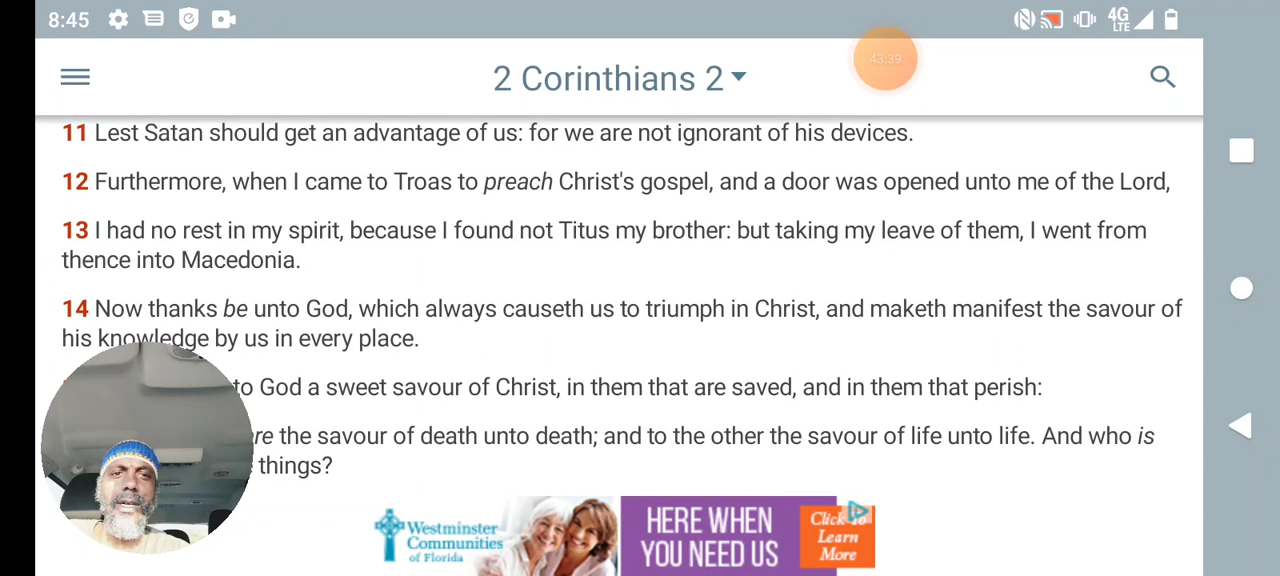 8:45
4G
LTE
2 Corinthians 2
43:39
11 Lest Satan should get an advantage of us: for we are not ignorant of his devices.
12 Furthermore, when I came to Troas to preach Christ's gospel, and a door was opened unto me of the Lord,
13 I had no rest in my spirit, because I found not Titus my brother: but taking my leave of them, I went from
thence into Macedonia.
14 Now thanks be unto God, which always causeth us to triumph in Christ, and maketh manifest the savour of
his knowledge by us in every place.
to God a sweet savour of Christ, in them that are saved, and in them that perish:
the savour of death unto death; and to the other the savour of life unto life. And who is
things?
Westminster
Communities
of Florida
HERE WHEN
YOU NEED US
Click To
Learn
More